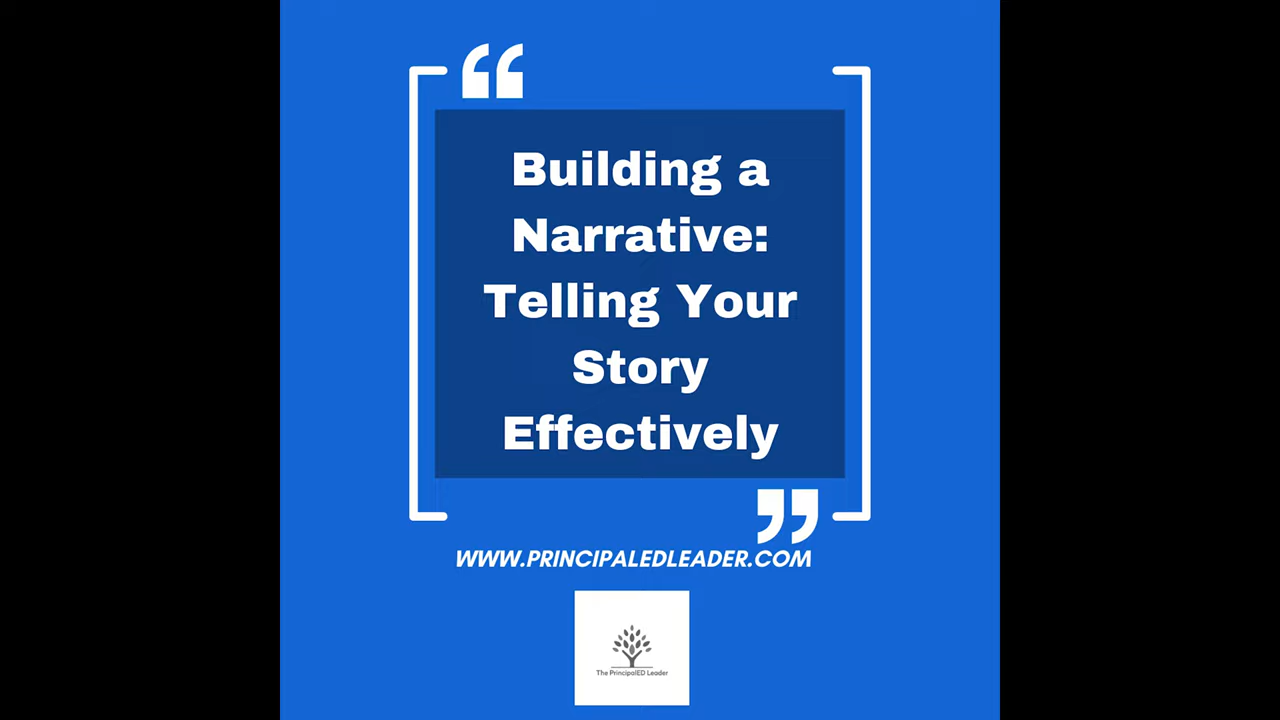 “
Building a
Narrative:
Telling Your
Story
Effectively
”
WWW.PRINCIPALEDLEADER.COM
The PrincipalED Leader